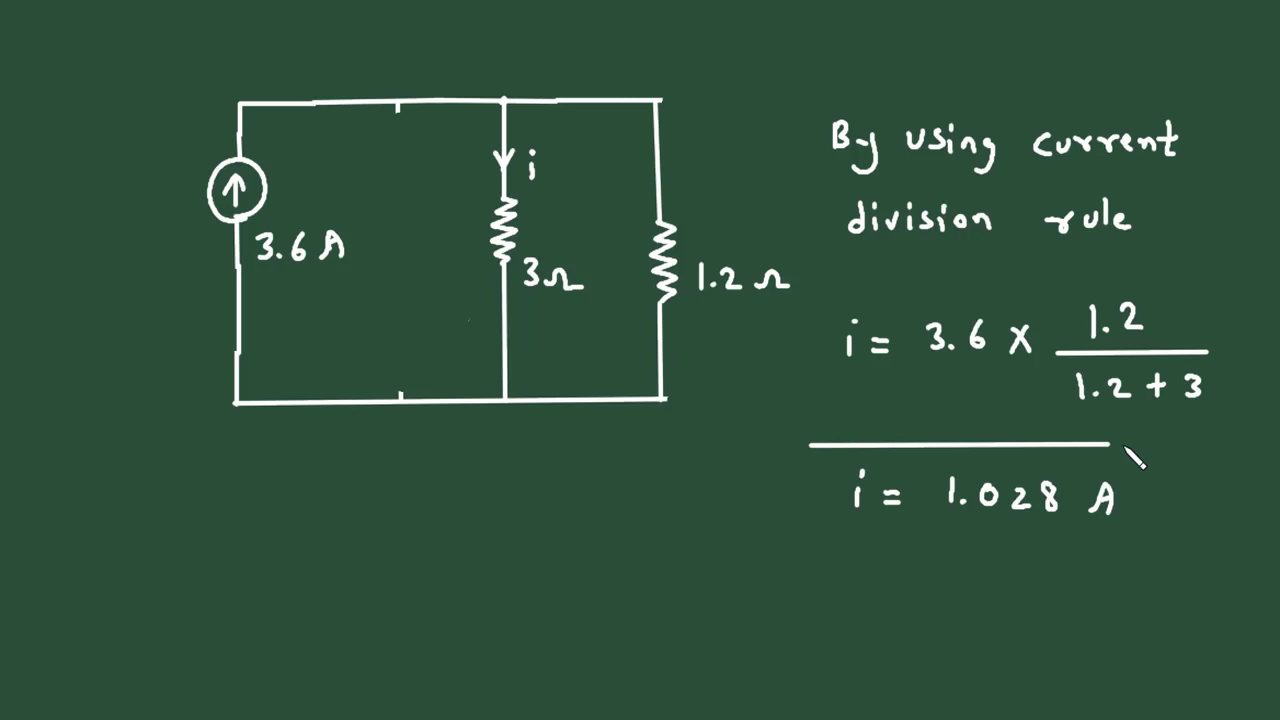 By using current
division rule
i
3.6 A
3Ω
1.2 Ω
i = 3.6 × 1.2 / 1.2 + 3
i = 1.028 A